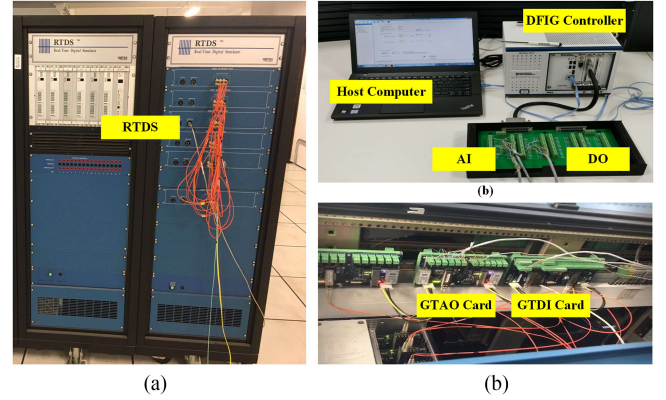 RTDS
Real Time Digital Simulator
RTDS
Real Time Digital Simulator
RTDS
(a)
DFIG Controller
Host Computer
AI
DO
(b)
GTAO Card
GTDI Card
(b)